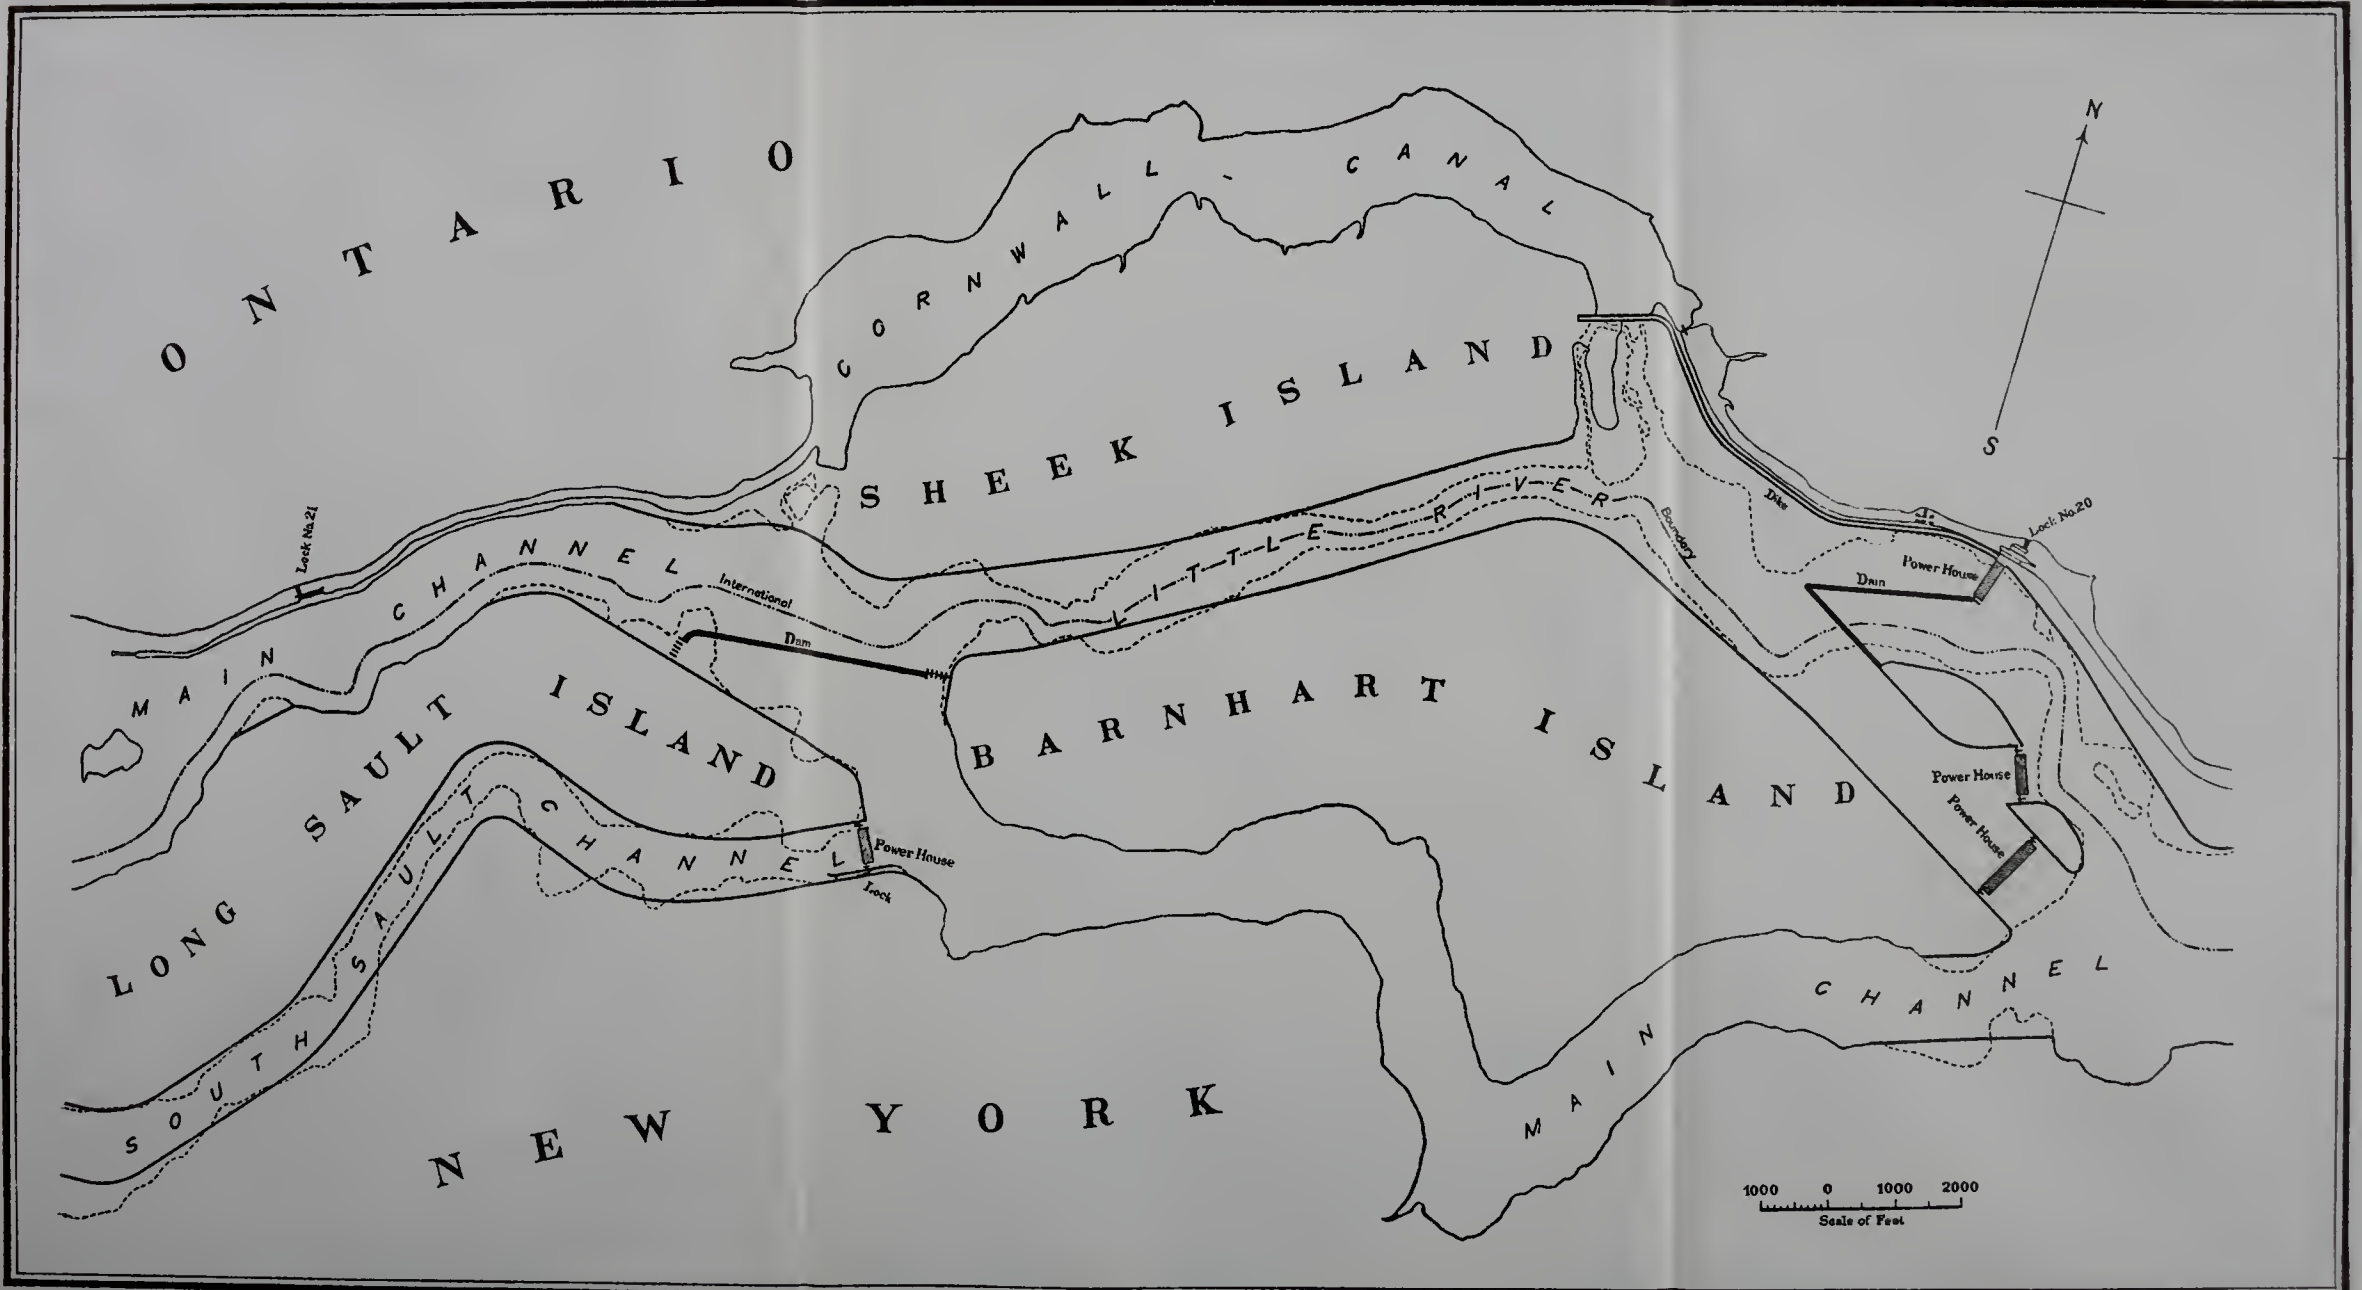 ONTARIO
CORNWALL CANAL
N
S
SHEEK ISLAND
LITTLE RIVER
Lock No.21
MAIN CHANNEL
International
Boundary
Dike
Lock No.20
Power House
Dam
Dam
LONG SAULT ISLAND
BARNHART ISLAND
Power House
Power House
SOUTH SAULT CHANNEL
Power House
Lock
MAIN CHANNEL
NEW YORK
1000 0 1000 2000
Scale of Feet